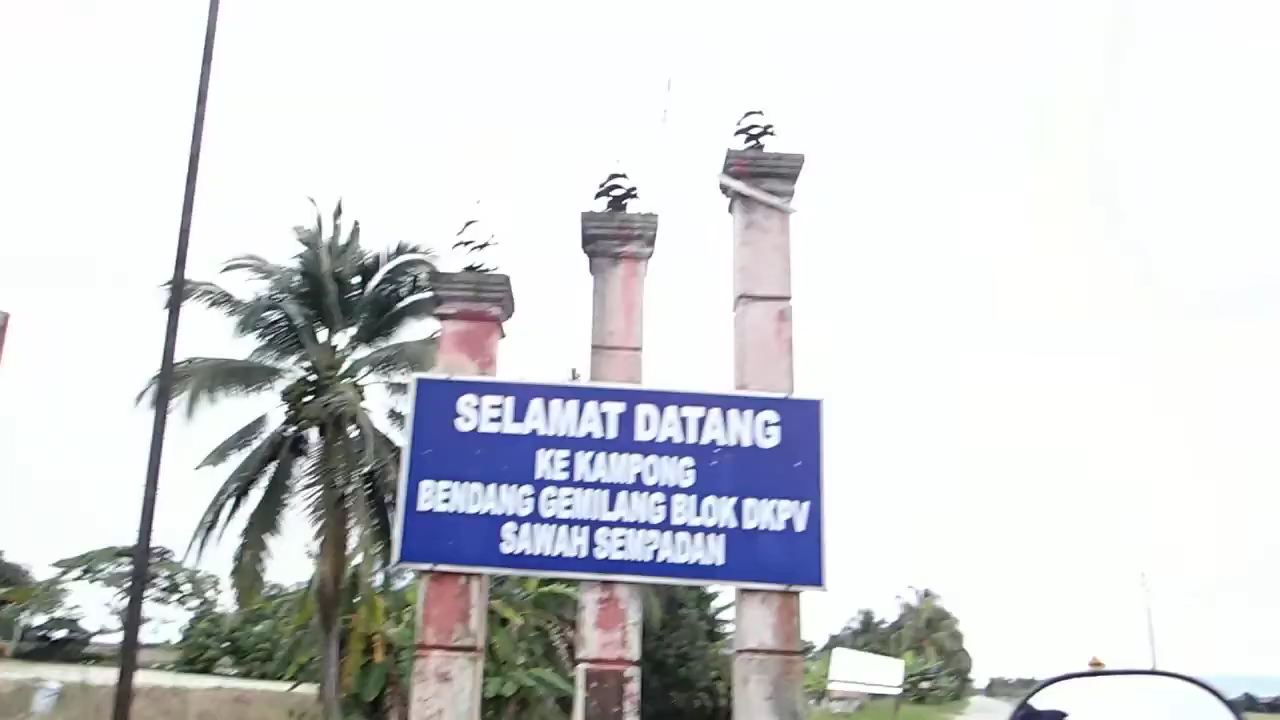 SELAMAT DATANG
KE KAMPONG
BENDANG GEMILANG BLOK DKPV
SAWAH SEMPADAN